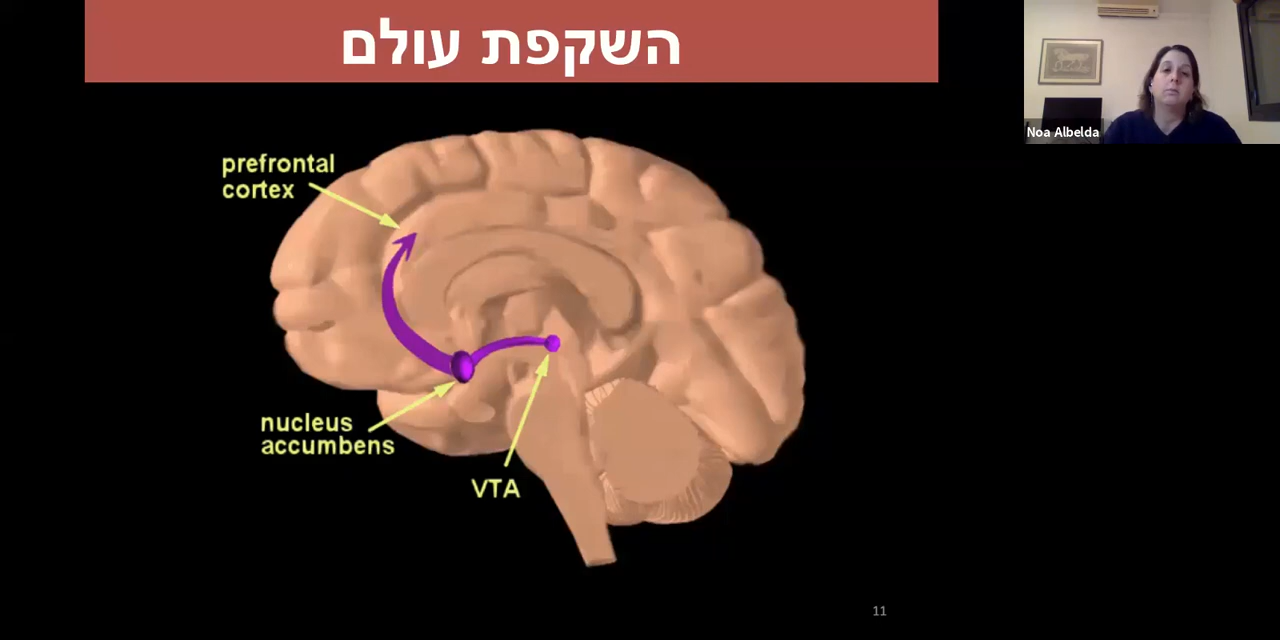 השקפת עולם
Noa Albelda
prefrontal
cortex
nucleus
accumbens
VTA
11